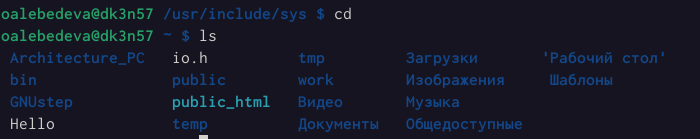 oalebedeva@dk3n57 /usr/include/sys $ cd
oalebedeva@dk3n57 ~ $ ls
Architecture_PC io.h tmp Загрузки 'Рабочий стол'
bin public work Изображения Шаблоны
GNUstep public_html Видео Музыка
Hello temp Документы Общедоступные